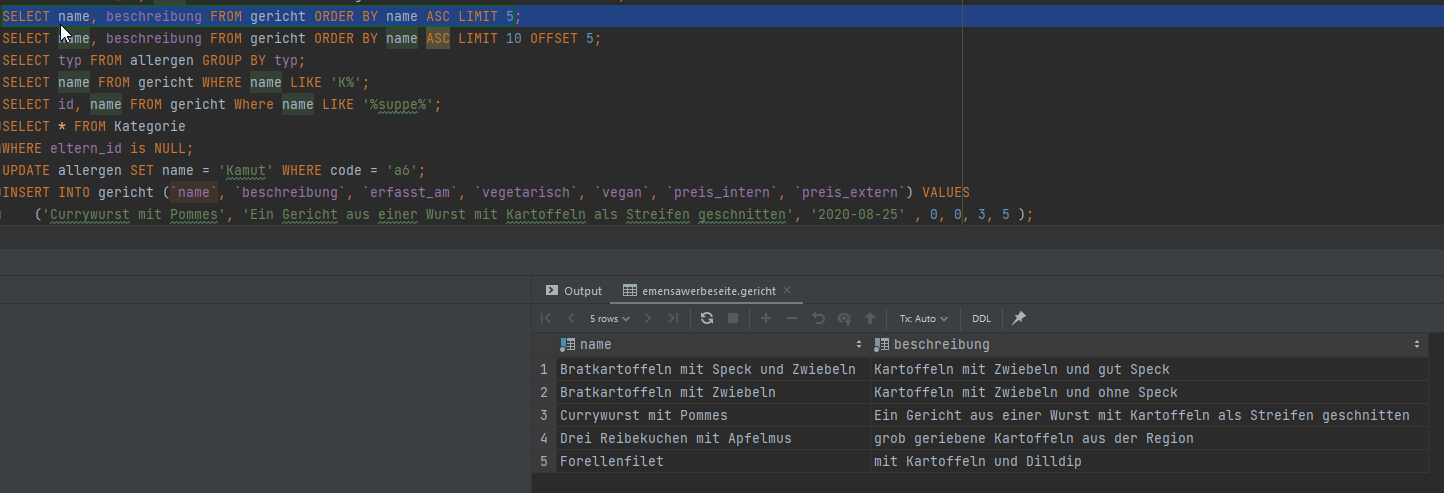 SELECT name, beschreibung FROM gericht ORDER BY name ASC LIMIT 5;
SELECT name, beschreibung FROM gericht ORDER BY name ASC LIMIT 10 OFFSET 5;
SELECT typ FROM allergen GROUP BY typ;
SELECT name FROM gericht WHERE name LIKE 'K%';
SELECT id, name FROM gericht Where name LIKE '%suppe%';
SELECT * FROM Kategorie
WHERE eltern_id is NULL;
UPDATE allergen SET name = 'Kamut' WHERE code = 'a6';
INSERT INTO gericht (`name`, `beschreibung`, `erfasst_am`, `vegetarisch`, `vegan`, `preis_intern`, `preis_extern`) VALUES
('Currywurst mit Pommes', 'Ein Gericht aus einer Wurst mit Kartoffeln als Streifen geschnitten', '2020-08-25' , 0, 0, 3, 5 );
Output emensawerbeseite.gericht
5 rows Tx: Auto DDL
name beschreibung
1 Bratkartoffeln mit Speck und Zwiebeln Kartoffeln mit Zwiebeln und gut Speck
2 Bratkartoffeln mit Zwiebeln Kartoffeln mit Zwiebeln und ohne Speck
3 Currywurst mit Pommes Ein Gericht aus einer Wurst mit Kartoffeln als Streifen geschnitten
4 Drei Reibekuchen mit Apfelmus grob geriebene Kartoffeln aus der Region
5 Forellenfilet mit Kartoffeln und Dilldip